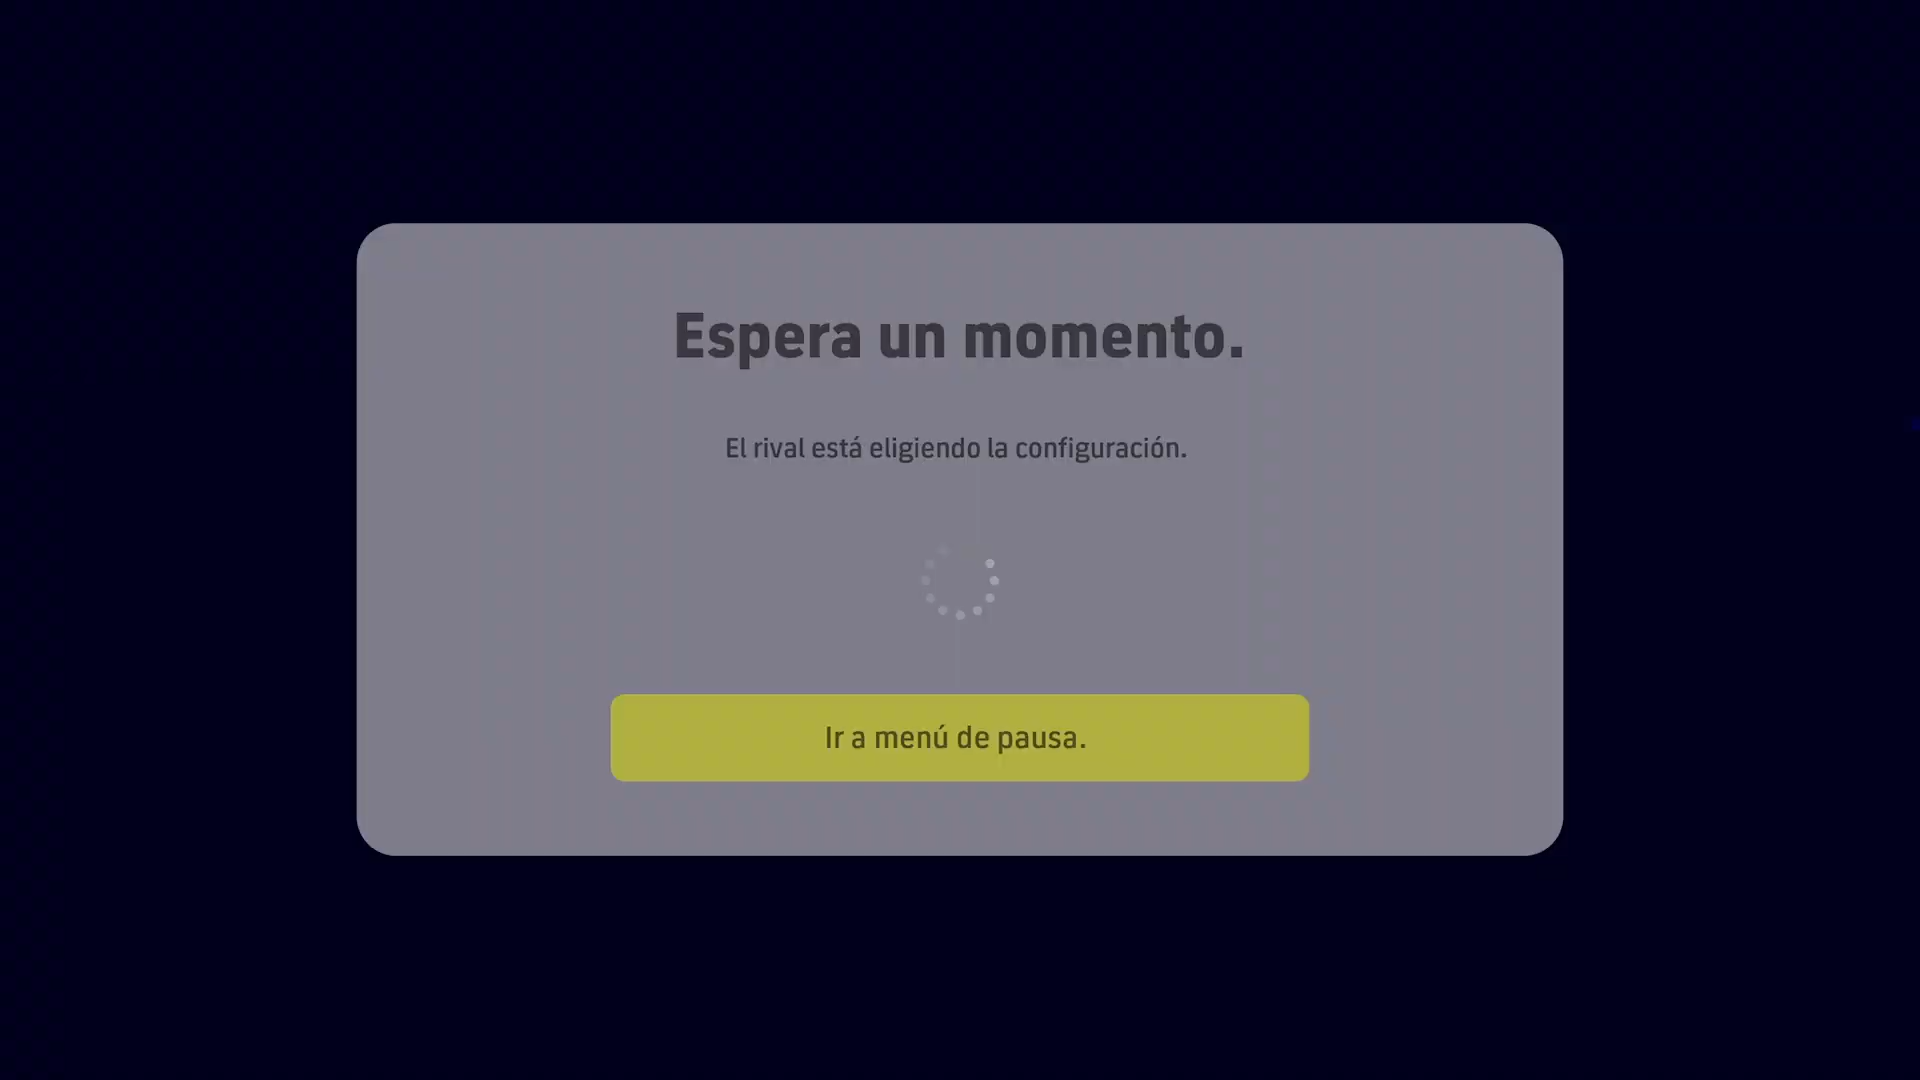 Espera un momento.
El rival está eligiendo la configuración.
Ir a menú de pausa.